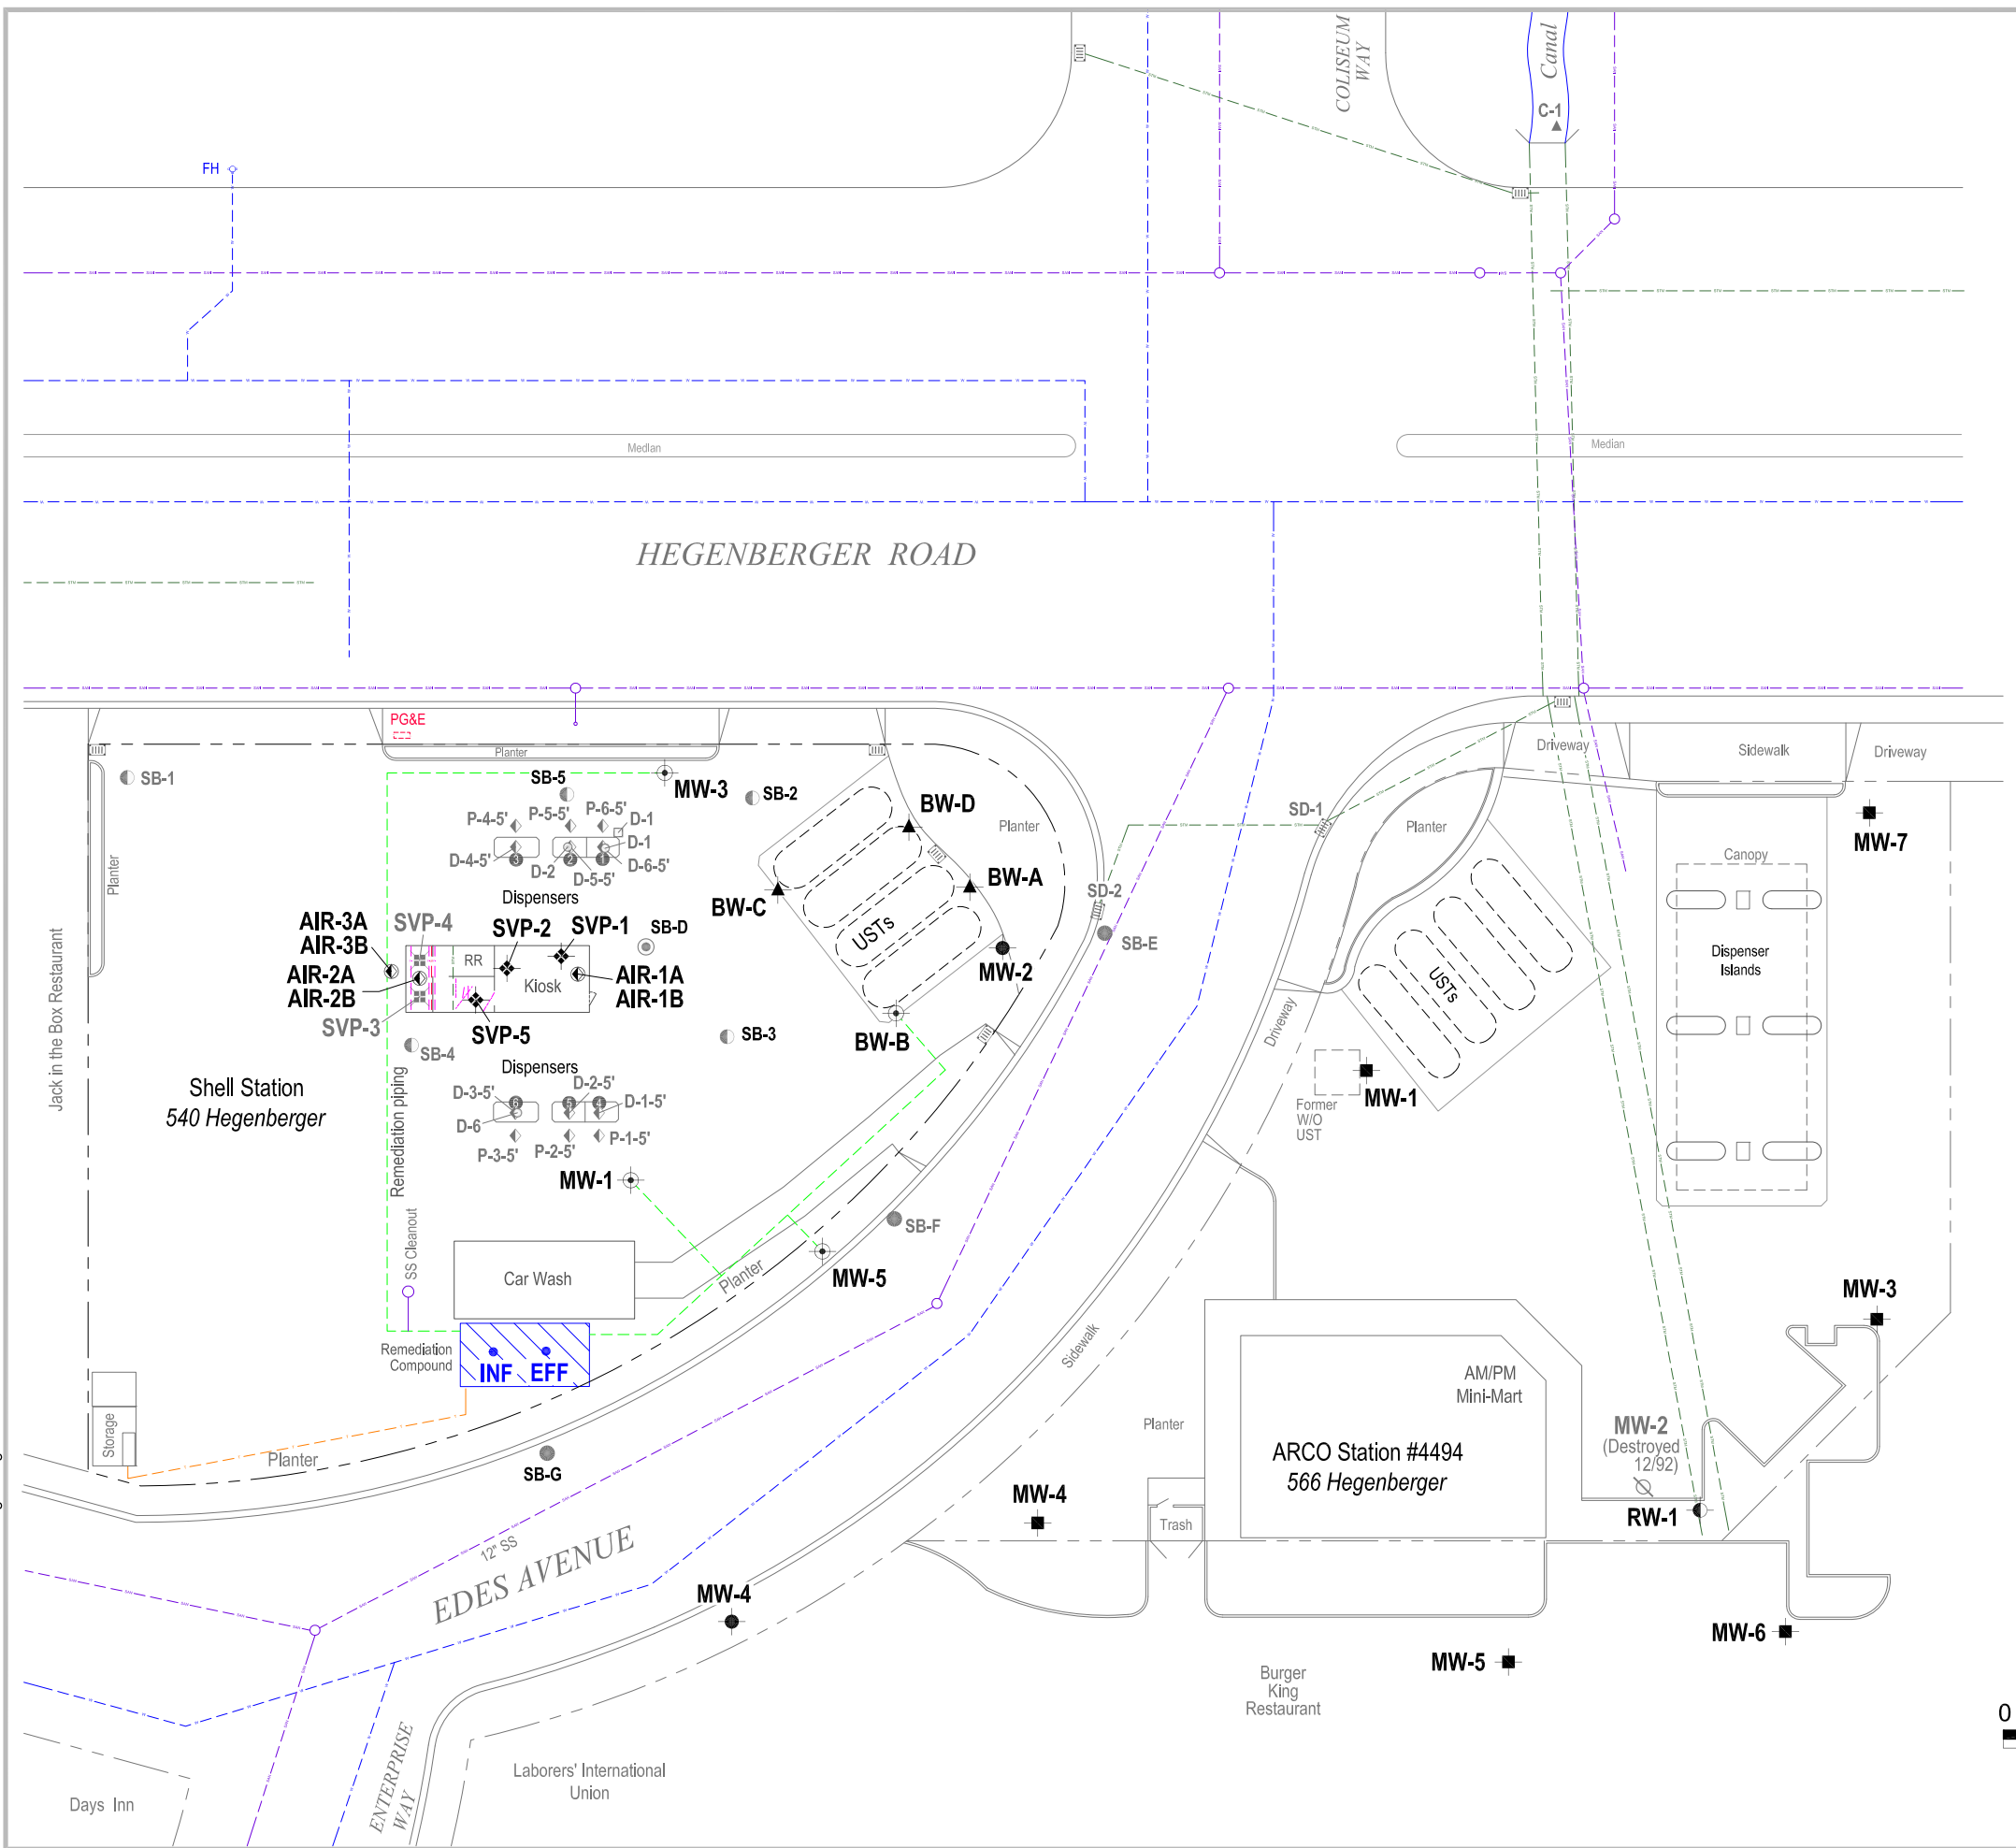 COLISEUM
WAY
Canal
C-1
FH
Median
Median
HEGENBERGER ROAD
PG&E
Planter
Driveway
Sidewalk
Driveway
SB-1
SB-5
MW-3
SB-2
BW-D
Planter
SD-1
Planter
MW-7
P-4-5'
P-5-5'
P-6-5'
D-1
D-1
D-4-5'
3
2
1
D-2
D-5-5'
D-6-5'
Canopy
Planter
Dispensers
BW-C
BW-A
SD-2
USTs
AIR-3A
AIR-3B
SVP-4
SVP-2
SVP-1
SB-D
SB-E
Dispenser
Islands
RR
Kiosk
AIR-2A
AIR-2B
AIR-1A
AIR-1B
MW-2
USTs
SVP-3
SVP-5
BW-B
Driveway
SB-4
SB-3
Jack in the Box Restaurant
Dispensers
Shell Station
540 Hegenberger
Remediation piping
D-3-5'
D-2-5'
6
5
4
D-1-5'
D-6
P-3-5'
P-2-5'
P-1-5'
Former
W/O
UST
MW-1
MW-1
SB-F
SS Cleanout
Car Wash
Planter
MW-5
MW-3
Remediation
Compound
INF EFF
Sidewalk
AM/PM
Mini-Mart
Storage
Planter
SB-G
Planter
ARCO Station #4494
566 Hegenberger
MW-2
(Destroyed
12/92)
MW-4
Trash
RW-1
12" SS
EDES AVENUE
MW-4
MW-6
MW-5
Burger
King
Restaurant
0
ENTERPRISE
WAY
Laborers' International
Union
Days Inn